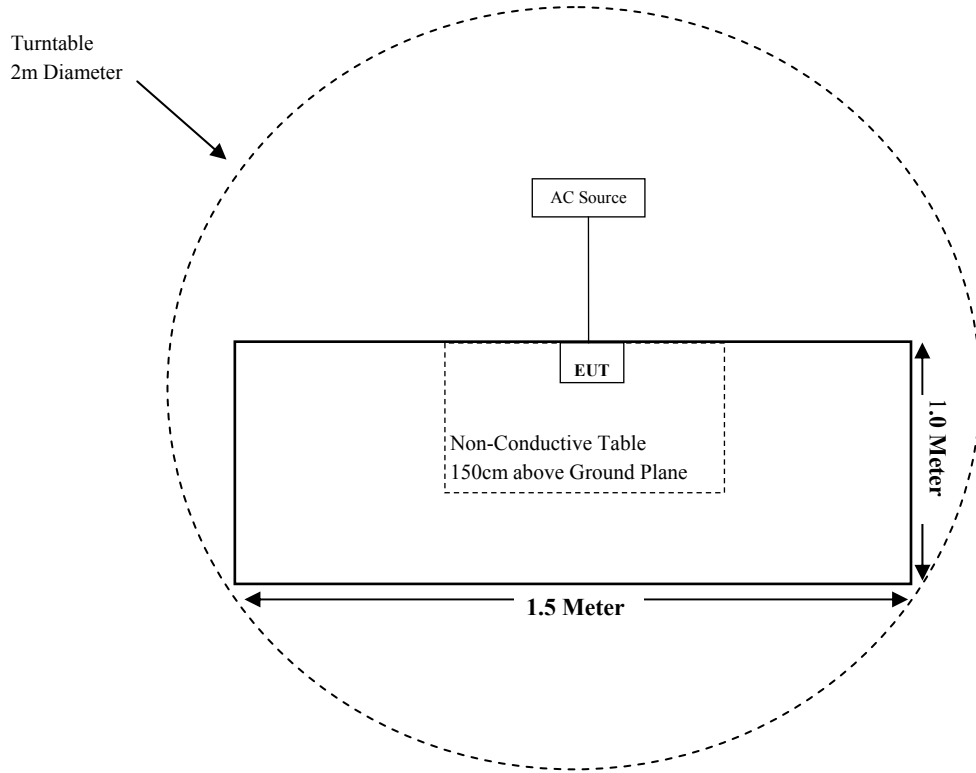 Turntable
2m Diameter
AC Source
EUT
Non-Conductive Table
150cm above Ground Plane
1.0 Meter
1.5 Meter